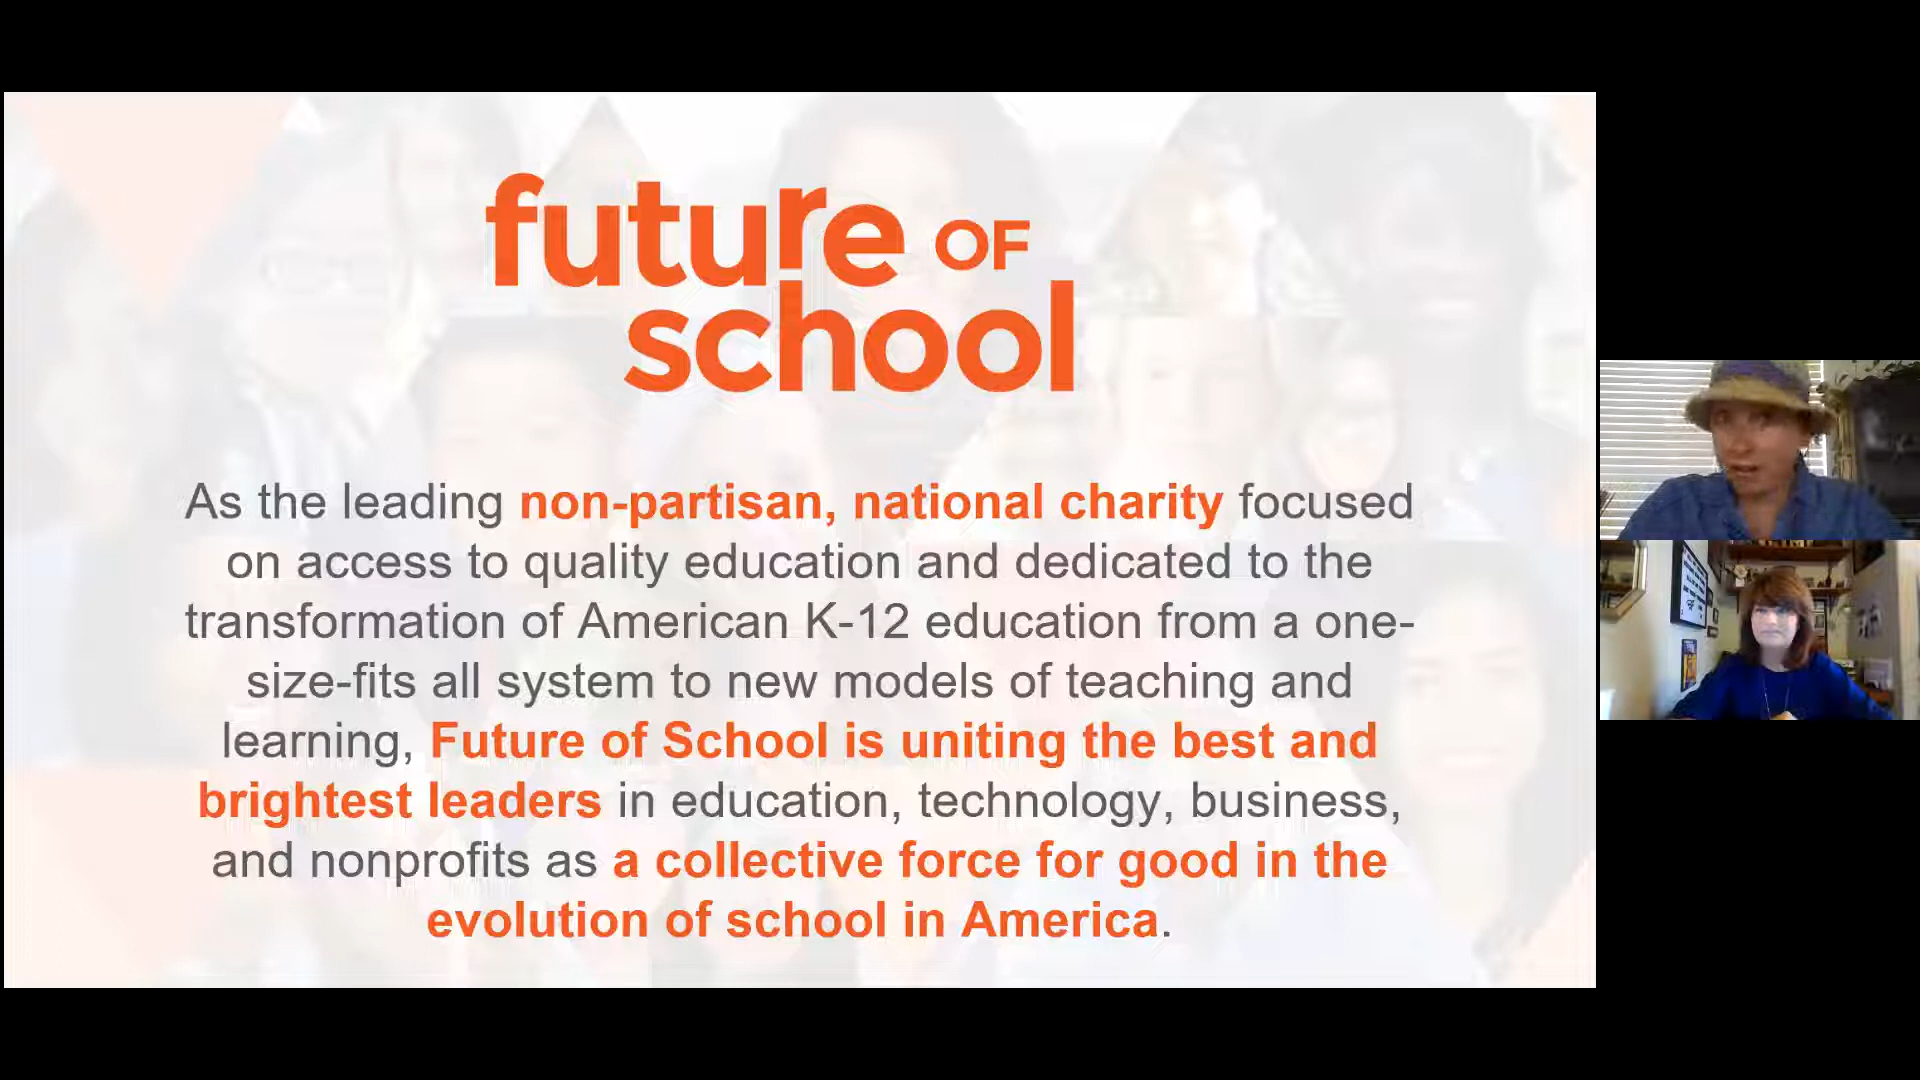 future OF
school
As the leading non-partisan, national charity focused
on access to quality education and dedicated to the
transformation of American K-12 education from a one-
size-fits all system to new models of teaching and
learning, Future of School is uniting the best and
brightest leaders in education, technology, business,
and nonprofits as a collective force for good in the
evolution of school in America.